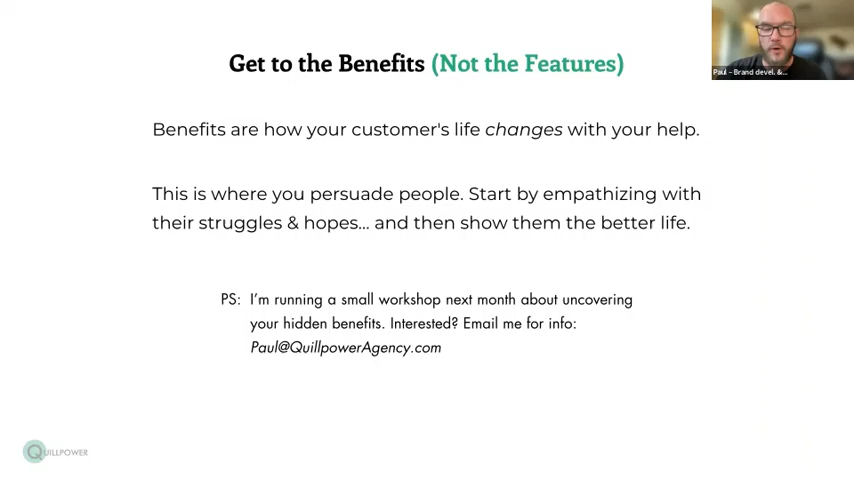 Get to the Benefits (Not the Features)
Paul – Brand devel. &...
Benefits are how your customer's life changes with your help.
This is where you persuade people. Start by empathizing with
their struggles & hopes... and then show them the better life.
PS: I'm running a small workshop next month about uncovering
your hidden benefits. Interested? Email me for info:
Paul@QuillpowerAgency.com
QUILLPOWER